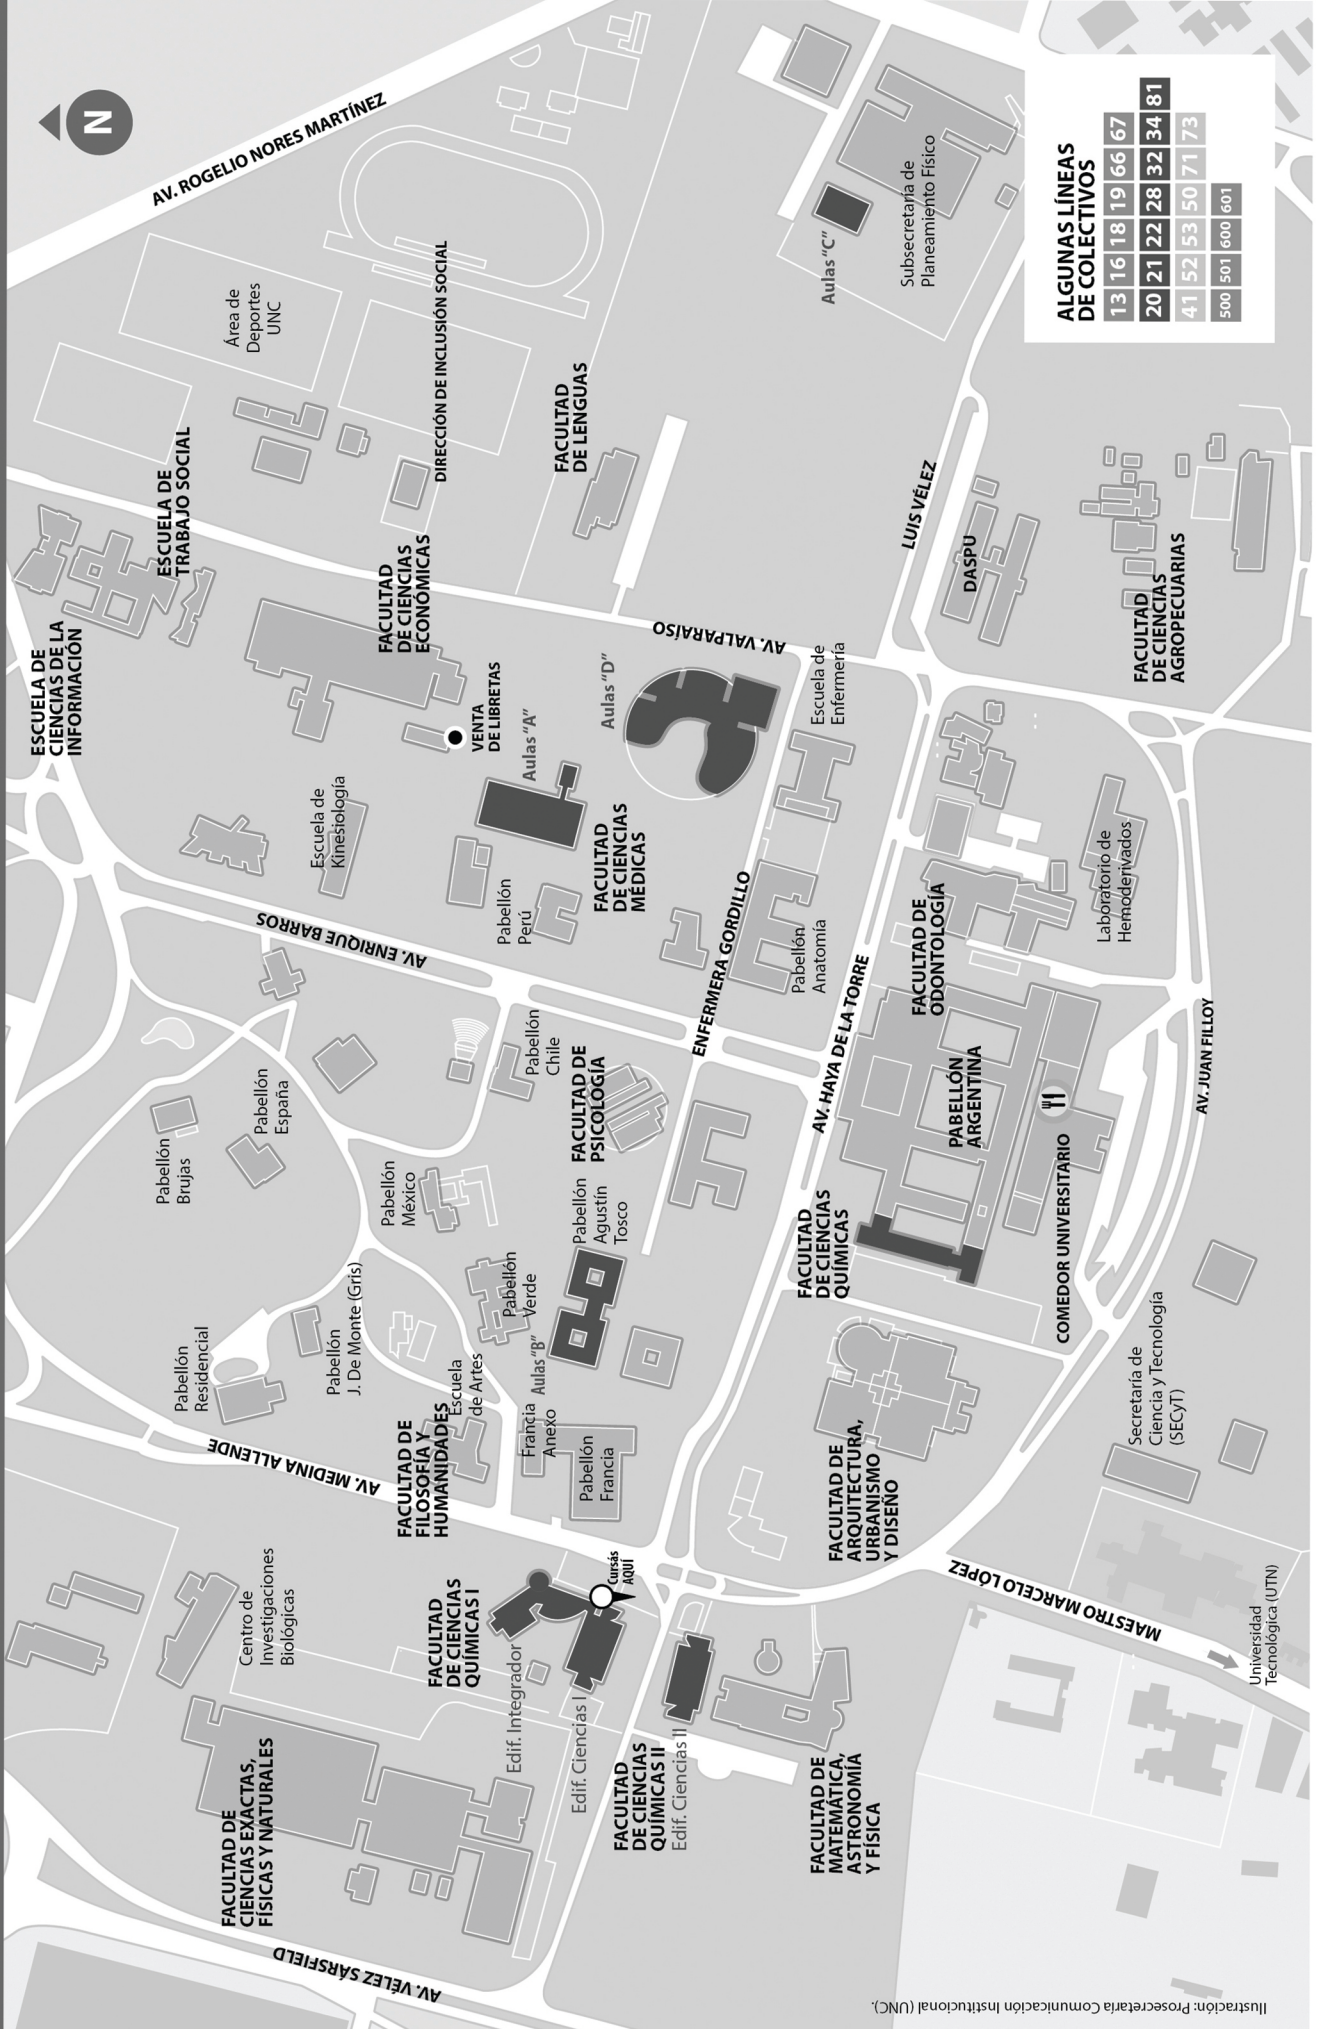 N
AV. ROGELIO NORES MARTÍNEZ
Área de
Deportes
UNC
DIRECCIÓN DE INCLUSIÓN SOCIAL
ESCUELA DE
TRABAJO SOCIAL
ESCUELA DE
CIENCIAS DE LA
INFORMACIÓN
FACULTAD
DE CIENCIAS
ECONÓMICAS
FACULTAD
DE LENGUAS
Aulas "C"
Subsecretaría de
Planeamiento Físico
ALGUNAS LÍNEAS
DE COLECTIVOS
13 16 18 19 66 67
20 21 22 28 32 34 81
41 52 53 50 71 73
500 501 600 601
LUIS VÉLEZ
DASPU
FACULTAD
DE CIENCIAS
AGROPECUARIAS
AV. VALPARAÍSO
VENTA
DE LIBRETAS
Aulas "A"
Aulas "D"
Escuela de
Enfermería
Escuela de
Kinesiología
FACULTAD
DE CIENCIAS
MÉDICAS
Pabellón
Perú
AV. ENRIQUE BARROS
ENFERMERA GORDILLO
Pabellón
Anatomía
AV. HAYA DE LA TORRE
FACULTAD DE
ODONTOLOGÍA
Laboratorio de
Hemoderivados
Pabellón
Chile
FACULTAD DE
PSICOLOGÍA
Pabellón
España
Pabellón
Brujas
Pabellón
México
PABELLÓN
ARGENTINA
COMEDOR UNIVERSITARIO
AV. JUAN FILLOY
FACULTAD
DE CIENCIAS
QUÍMICAS
Pabellón
Agustín
Tosco
Pabellón
Verde
Aulas "B"
Pabellón
J. De Monte (Gris)
Pabellón
Residencial
Escuela
de Artes
FACULTAD DE
FILOSOFÍA Y
HUMANIDADES
Francia
Anexo
Pabellón
Francia
AV. MEDINA ALLENDE
FACULTAD DE
ARQUITECTURA,
URBANISMO
Y DISEÑO
Secretaría de
Ciencia y Tecnología
(SECyT)
MAESTRO MARCELO LÓPEZ
Universidad
Tecnológica (UTN)
Cursás
AQUÍ
Centro de
Investigaciones
Biológicas
FACULTAD
DE CIENCIAS
QUÍMICAS I
Edif. Integrador
Edif. Ciencias I
FACULTAD
DE CIENCIAS
QUÍMICAS II
Edif. Ciencias II
FACULTAD DE
MATEMÁTICA,
ASTRONOMÍA
Y FÍSICA
FACULTAD DE
CIENCIAS EXACTAS,
FÍSICAS Y NATURALES
AV. VÉLEZ SÁRSFIELD
Ilustración: Prosecretaría Comunicación Institucional (UNC).